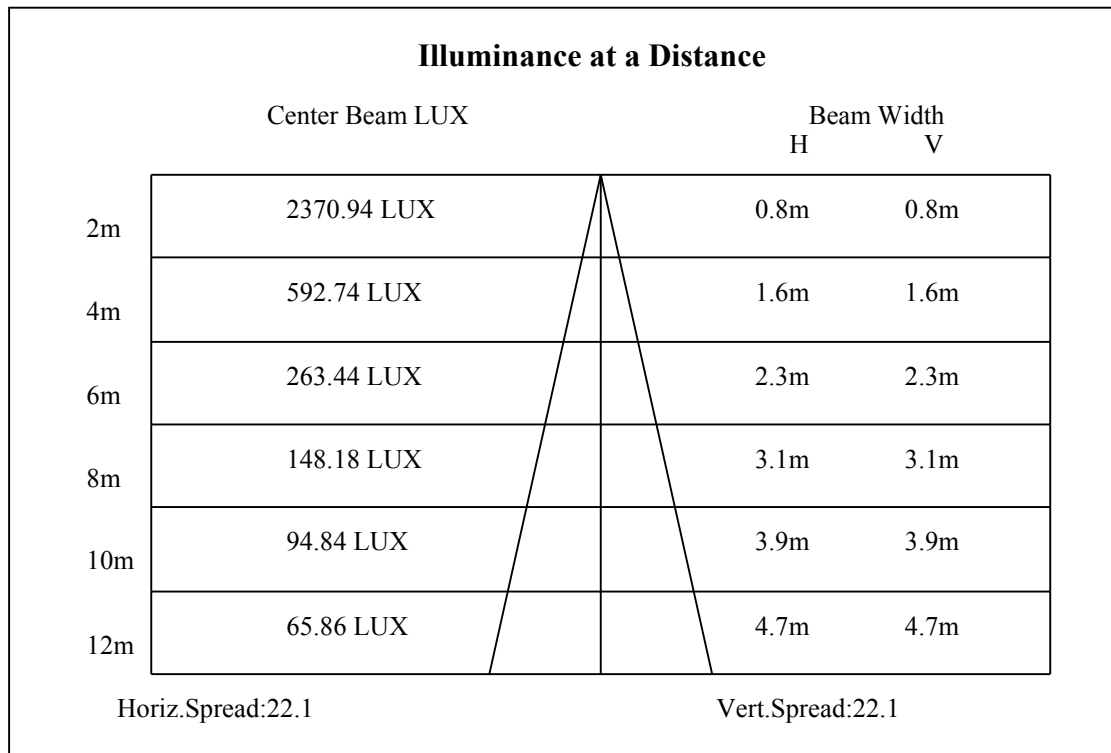 Illuminance at a Distance
Center Beam LUX Beam Width
H V
2m 2370.94 LUX 0.8m 0.8m
4m 592.74 LUX 1.6m 1.6m
6m 263.44 LUX 2.3m 2.3m
8m 148.18 LUX 3.1m 3.1m
10m 94.84 LUX 3.9m 3.9m
12m 65.86 LUX 4.7m 4.7m
Horiz.Spread:22.1 Vert.Spread:22.1